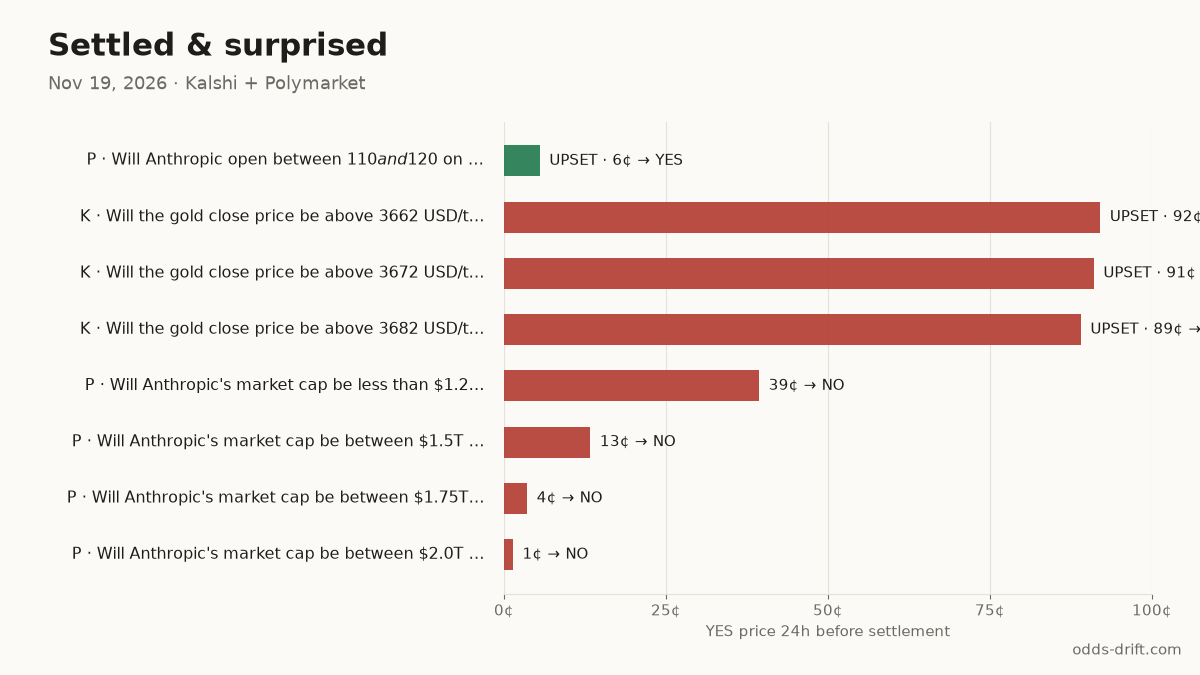 Settled & surprised
Nov 19, 2026 · Kalshi + Polymarket
P · Will Anthropic open between 110and120 on … UPSET · 6¢ → YES
K · Will the gold close price be above 3662 USD/t… UPSET · 92¢
K · Will the gold close price be above 3672 USD/t… UPSET · 91¢
K · Will the gold close price be above 3682 USD/t… UPSET · 89¢ →
P · Will Anthropic's market cap be less than $1.2… 39¢ → NO
P · Will Anthropic's market cap be between $1.5T … 13¢ → NO
P · Will Anthropic's market cap be between $1.75T… 4¢ → NO
P · Will Anthropic's market cap be between $2.0T … 1¢ → NO
0¢ 25¢ 50¢ 75¢ 100¢
YES price 24h before settlement
odds-drift.com